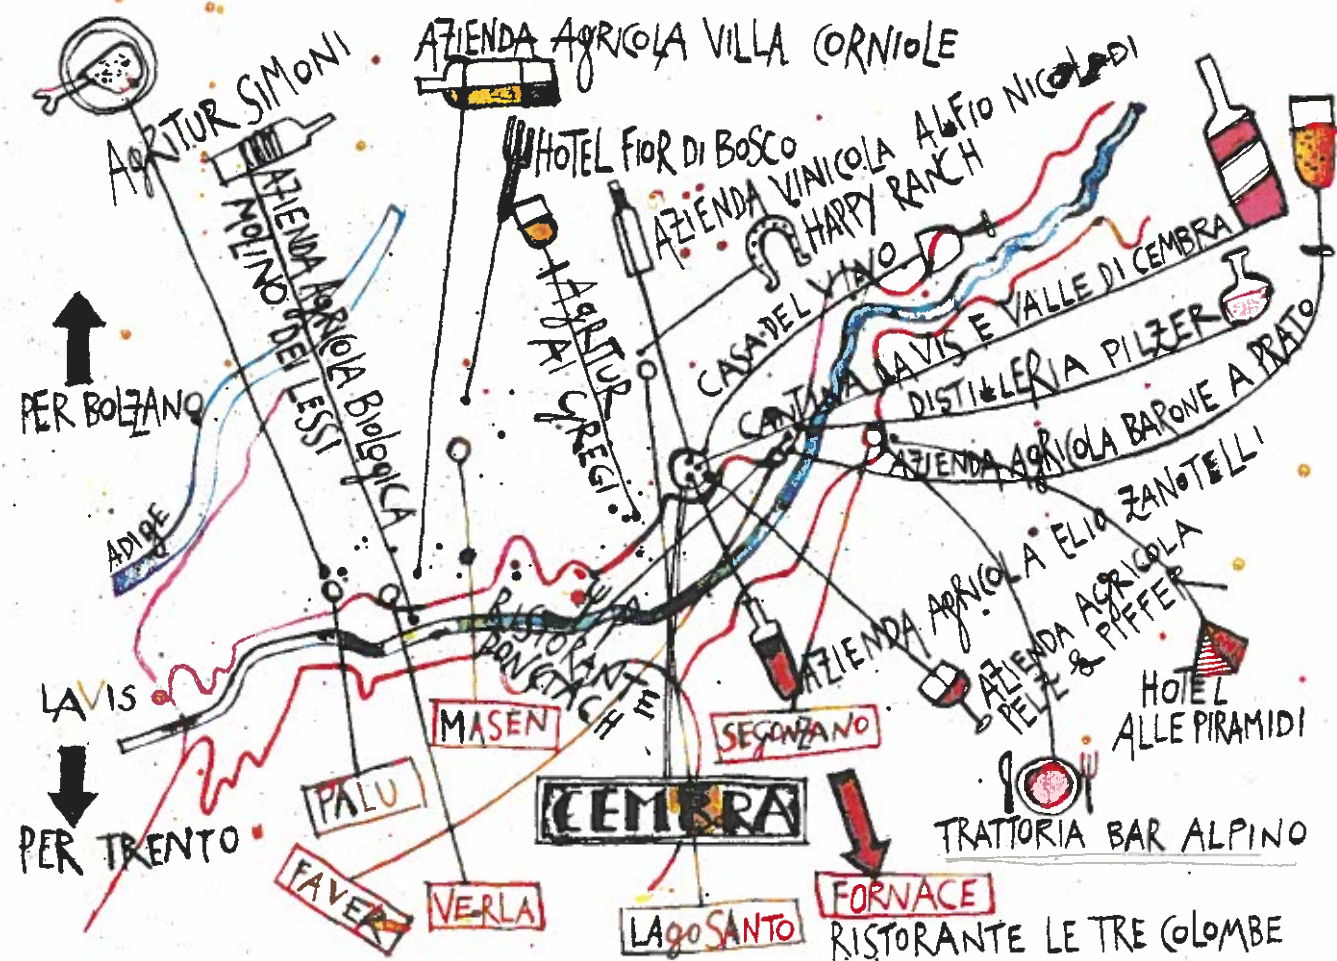 AZIENDA AgRICOLA VILLA CORNIOLE
AgRITUR SIMONI
AZIENDA AgRICOLA BIOLOGICA
MOLINO DEI LESSI
HOTEL FIOR DI BOSCO
AZIENDA VINICOLA ALFIO NICOLODI
HAPPY RANCH
AgRITUR
AI GREGI
CASA DEL VINO
CANTINA LAVIS E VALLE DI CEMBRA
DISTILLERIA PILZER
AZIENDA AgRICOLA BARONE A PRATO
PER BOLZANO
ADIGE
AZIENDA AgRICOLA ELIO ZANOTELLI
AZIENDA AGRICOLA
PELZ & PIFFER
HOTEL
ALLE PIRAMIDI
RISTORANTE
LAVIS
MASEN
SEGONZANO
PALU
CEMBRA
PER TRENTO
TRATTORIA BAR ALPINO
FAVER
VERLA
LAgO SANTO
FORNACE
RISTORANTE LE TRE COLOMBE